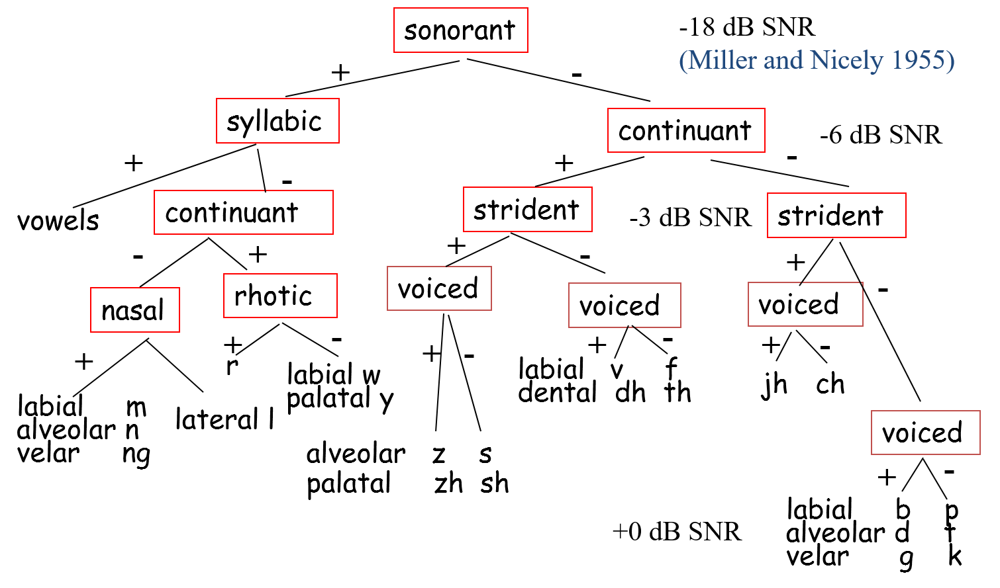 sonorant
-18 dB SNR
(Miller and Nicely 1955)
+
-
syllabic
continuant
-6 dB SNR
+
-
+
-
vowels
continuant
strident
-3 dB SNR
strident
-
+
+
-
+
-
nasal
rhotic
voiced
voiced
voiced
+
-
+
-
+
-
+
-
+
r
labial w
palatal y
labial v f
dental dh th
jh ch
labial m
alveolar n
velar ng
lateral l
voiced
alveolar z s
palatal zh sh
+
-
+0 dB SNR
labial b p
alveolar d t
velar g k